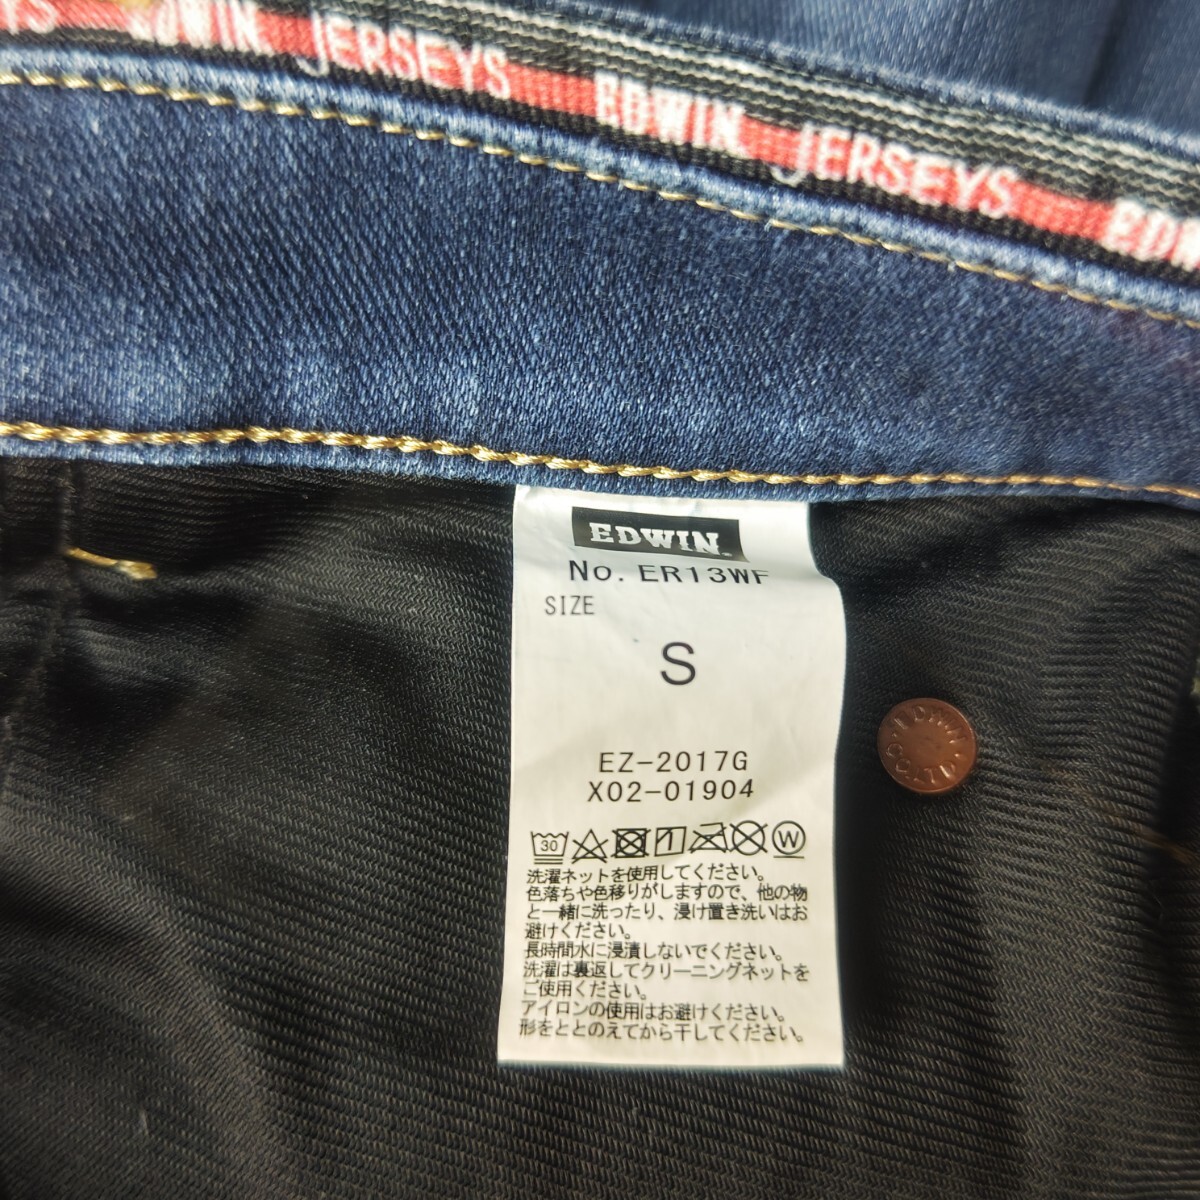 YS EDWIN JERSEYS EDWIN JERSEYS EDW
EDWIN
No. ER13WF
SIZE
S
EZ-2017G
X02-01904
30 1 W
洗濯ネットを使用してください。
色落ちや色移りがしますので、他の物
と一緒に洗ったり、浸け置き洗いはお
避けください。
長時間水に浸漬しないでください。
洗濯は裏返してクリーニングネットを
ご使用ください。
アイロンの使用はお避けください。
形をととのえてから干してください。
EDWIN
CO.LTD